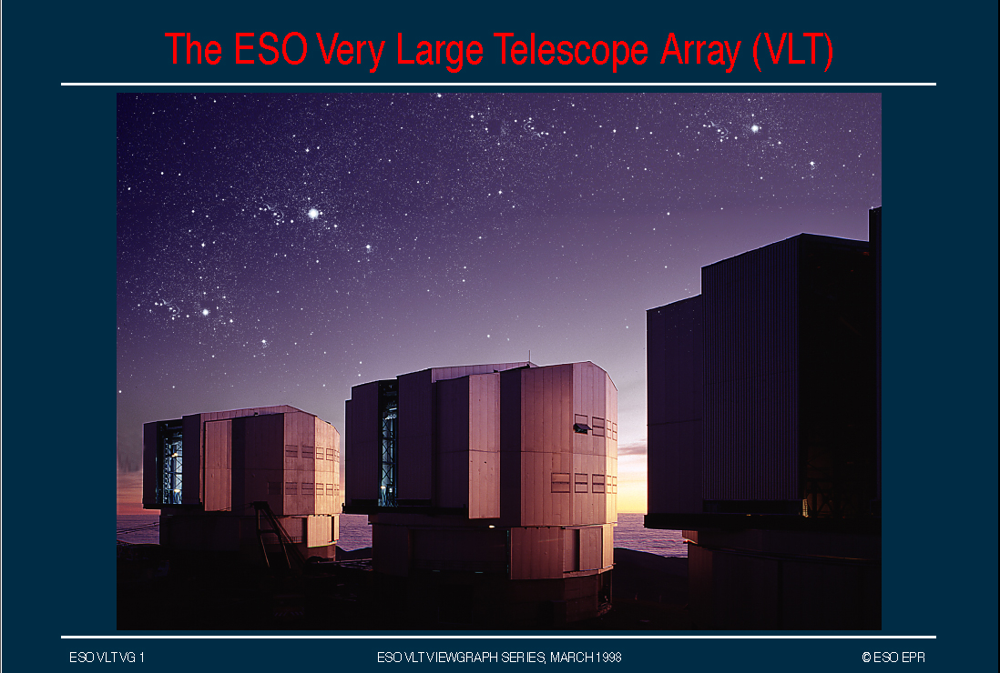 The ESO Very Large Telescope Array (VLT)
ESO VLT VG 1
ESO VLT VIEWGRAPH SERIES, MARCH 1998
© ESO EPR